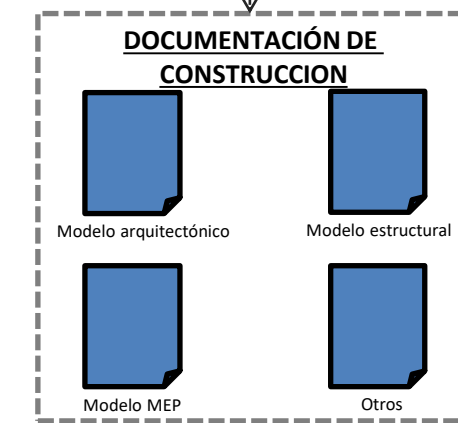 DOCUMENTACIÓN DE
CONSTRUCCION
Modelo arquitectónico
Modelo estructural
Modelo MEP
Otros